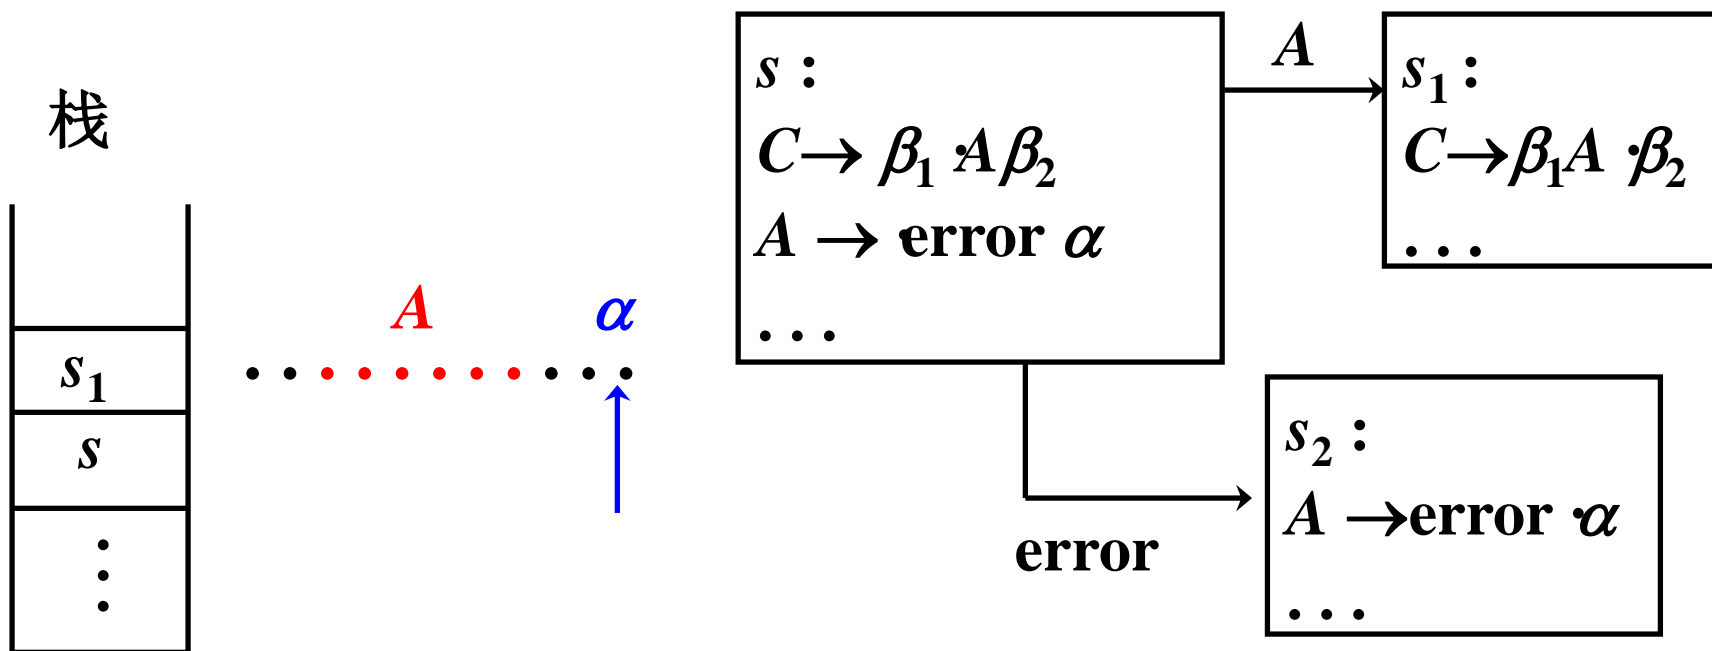 栈
s₁
s
⋮
A
α
s :
C→ β₁ ·Aβ₂
A → ·error α
...
A
s₁ :
C→β₁A ·β₂
...
error
s₂ :
A →error ·α
...